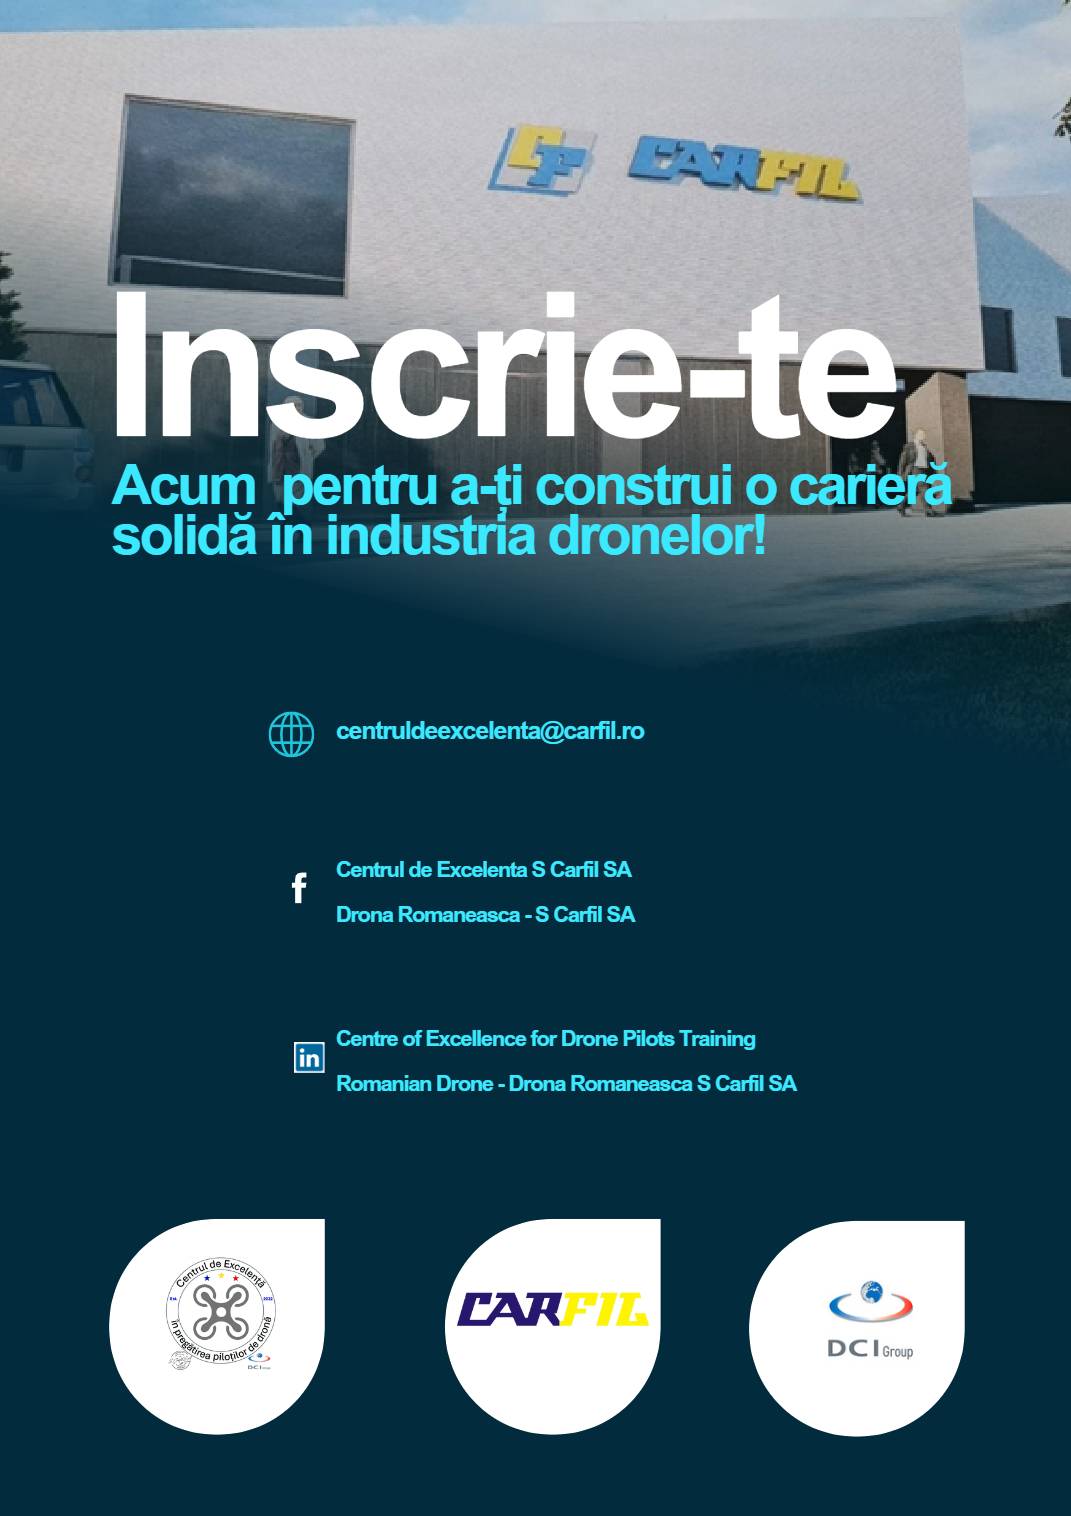 CF CARFIL
Inscrie-te
Acum pentru a-ți construi o carieră
solidă în industria dronelor!
centruldeexcelenta@carfil.ro
Centrul de Excelenta S Carfil SA
Drona Romaneasca - S Carfil SA
Centre of Excellence for Drone Pilots Training
Romanian Drone - Drona Romaneasca S Carfil SA
Centrul de Excelență
2022
în pregătirea piloților de dronă
DCI
CARFIL
DCI Group